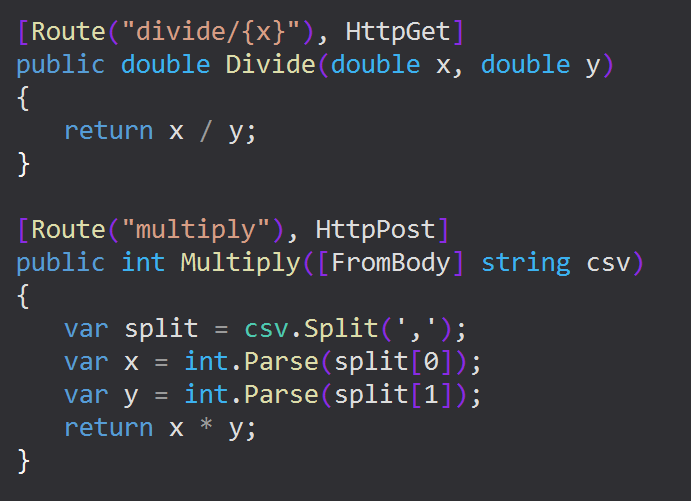 [Route("divide/{x}"), HttpGet]
public double Divide(double x, double y)
{
    return x / y;
}

[Route("multiply"), HttpPost]
public int Multiply([FromBody] string csv)
{
    var split = csv.Split(',');
    var x = int.Parse(split[0]);
    var y = int.Parse(split[1]);
    return x * y;
}